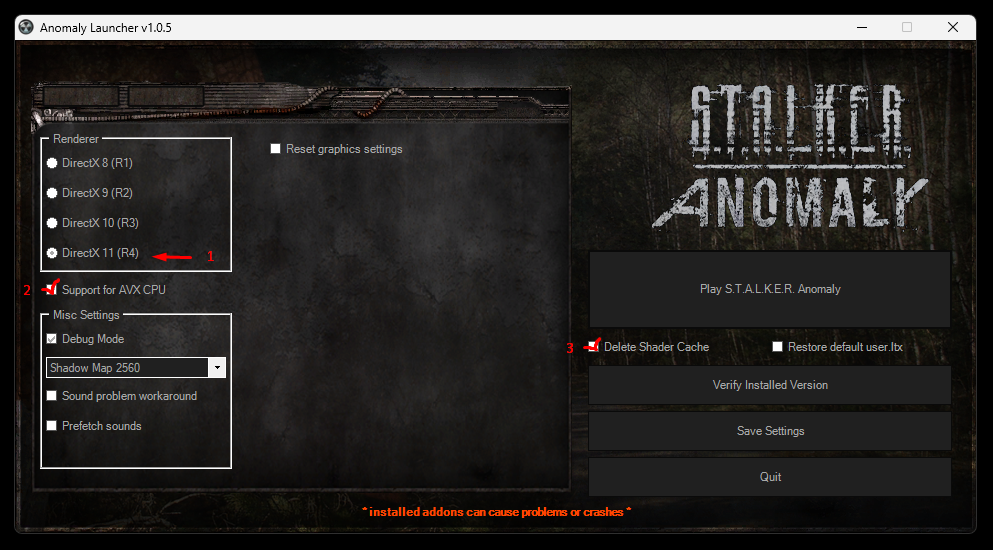 Anomaly Launcher v1.0.5
S.T.A.L.K.E.R.
ANOMALY
Renderer
DirectX 8 (R1)
DirectX 9 (R2)
DirectX 10 (R3)
DirectX 11 (R4)
1
Reset graphics settings
2
Support for AVX CPU
Misc Settings
Debug Mode
Shadow Map 2560
Sound problem workaround
Prefetch sounds
Play S.T.A.L.K.E.R. Anomaly
3
Delete Shader Cache
Restore default user.ltx
Verify Installed Version
Save Settings
Quit
* installed addons can cause problems or crashes *